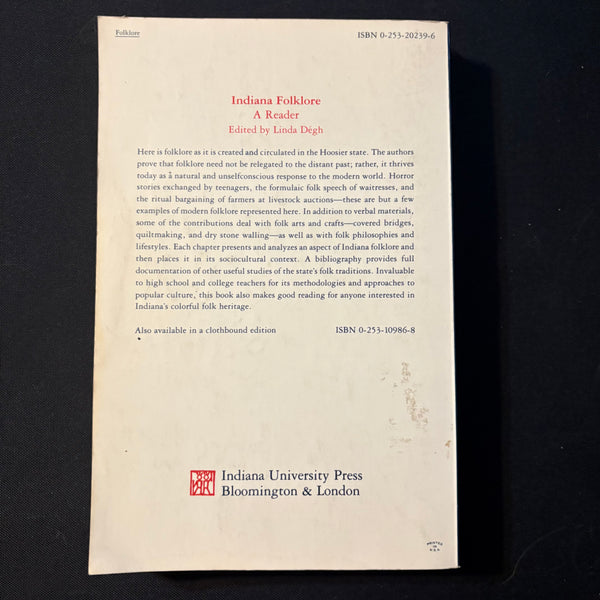 Folklore
ISBN 0-253-20239-6
Indiana Folklore
A Reader
Edited by Linda Dégh
Here is folklore as it is created and circulated in the Hoosier state. The authors
prove that folklore need not be relegated to the distant past; rather, it thrives
today as a natural and unselfconscious response to the modern world. Horror
stories exchanged by teenagers, the formulaic folk speech of waitresses, and
the ritual bargaining of farmers at livestock auctions—these are but a few
examples of modern folklore represented here. In addition to verbal materials,
some of the contributions deal with folk arts and crafts—covered bridges,
quiltmaking, and dry stone walling—as well as with folk philosophies and
lifestyles. Each chapter presents and analyzes an aspect of Indiana folklore and
then places it in its sociocultural context. A bibliography provides full
documentation of other useful studies of the state's folk traditions. Invaluable
to high school and college teachers for its methodologies and approaches to
popular culture, this book also makes good reading for anyone interested in
Indiana's colorful folk heritage.
Also available in a clothbound edition
ISBN 0-253-10986-8
Indiana University Press
Bloomington & London
PRINTED
IN
U.S.A.